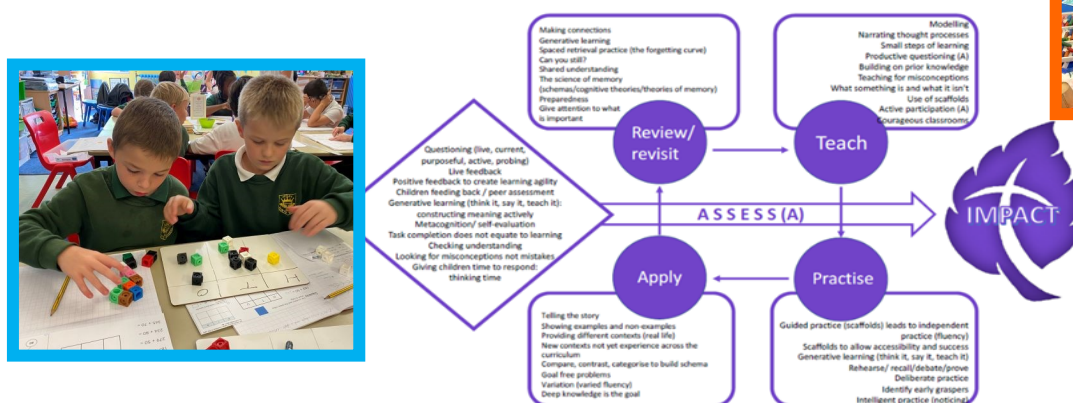 Making connections
Generative learning
Spaced retrieval practice (the forgetting curve)
Can you still?
Shared understanding
The science of memory
(schemas/cognitive theories/theories of memory)
Preparedness
Give attention to what
is important
Modelling
Narrating thought processes
Small steps of learning
Productive questioning (A)
Building on prior knowledge
Teaching for misconceptions
What something is and what it isn't
Use of scaffolds
Active participation (A)
Courageous classrooms
Review/
revisit
Teach
Questioning (live, current,
purposeful, active, probing)
Live feedback
Positive feedback to create learning agility
Children feeding back / peer assessment
Generative learning (think it, say it, teach it):
constructing meaning actively
Metacognition/ self-evaluation
Task completion does not equate to learning
Checking understanding
Looking for misconceptions not mistakes
Giving children time to respond:
thinking time
ASSESS (A)
IMPACT
Apply
Practise
Telling the story
Showing examples and non-examples
Providing different contexts (real life)
New contexts not yet experience across the
curriculum
Compare, contrast, categorise to build schema
Goal free problems
Variation (varied fluency)
Deep knowledge is the goal
Guided practice (scaffolds) leads to independent
practice (fluency)
Scaffolds to allow accessibility and success
Generative learning (think it, say it, teach it)
Rehearse/ recall/debate/prove
Deliberate practice
Identify early graspers
Intelligent practice (noticing)
O T H